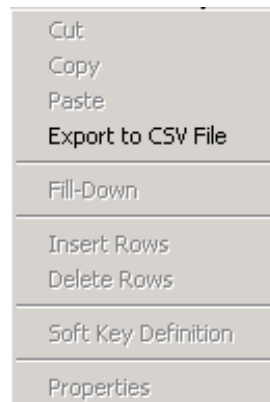 Cut
Copy
Paste
Export to CSV File
Fill-Down
Insert Rows
Delete Rows
Soft Key Definition
Properties